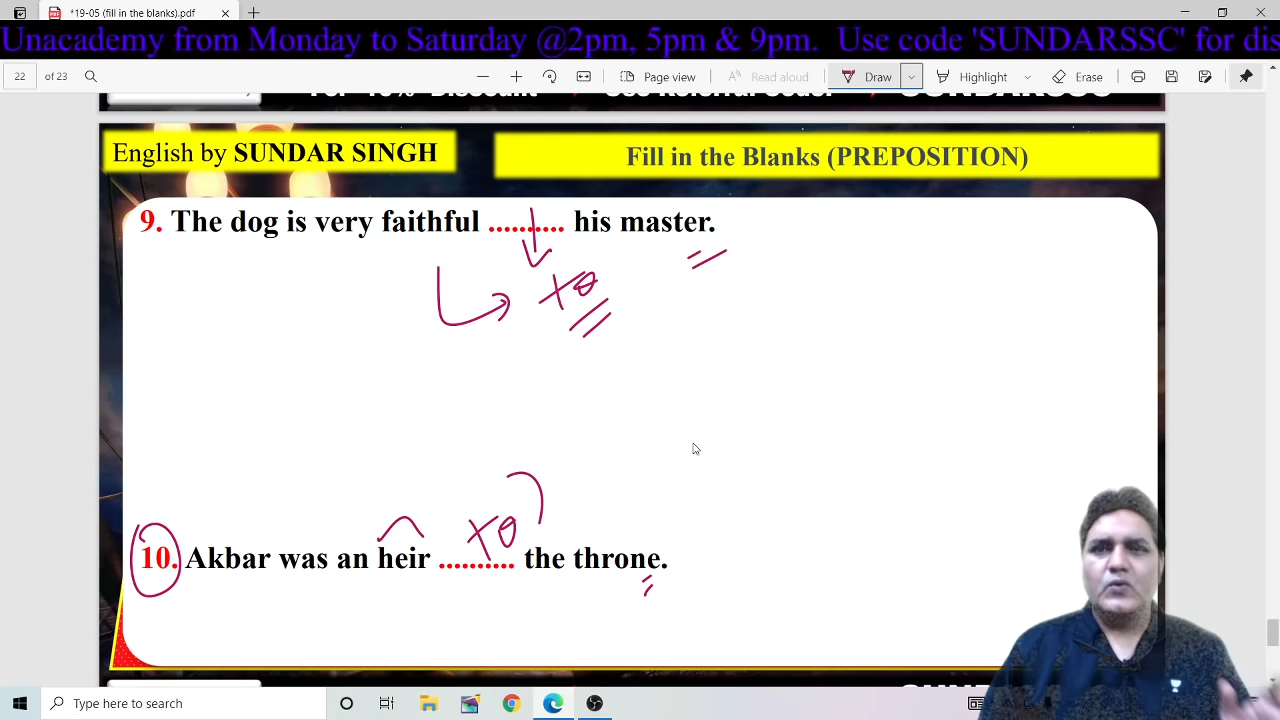 *19-05 (fill in the blanks).pdf
Unacademy from Monday to Saturday @2pm, 5pm & 9pm. Use code 'SUNDARSSC' for dis
22 of 23 Page view Read aloud Draw Highlight Erase
English by SUNDAR SINGH
Fill in the Blanks (PREPOSITION)
9. The dog is very faithful .......... his master.
to
to
10. Akbar was an heir .......... the throne.
Type here to search